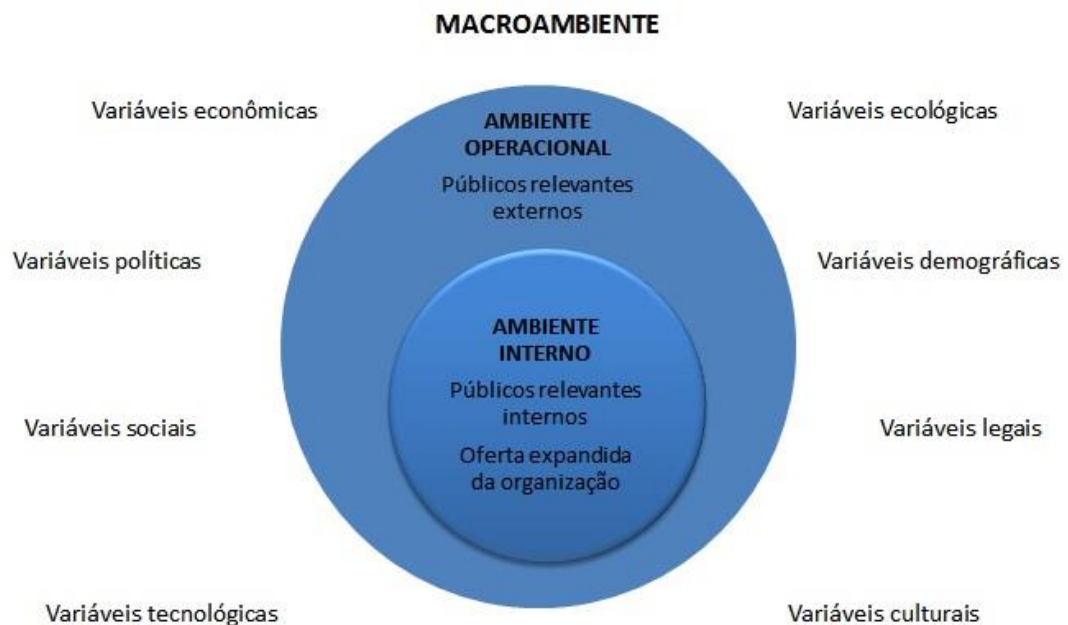 MACROAMBIENTE
Variáveis econômicas
Variáveis ecológicas
AMBIENTE
OPERACIONAL
Públicos relevantes
externos
Variáveis políticas
Variáveis demográficas
AMBIENTE
INTERNO
Públicos relevantes
internos
Oferta expandida
da organização
Variáveis sociais
Variáveis legais
Variáveis tecnológicas
Variáveis culturais